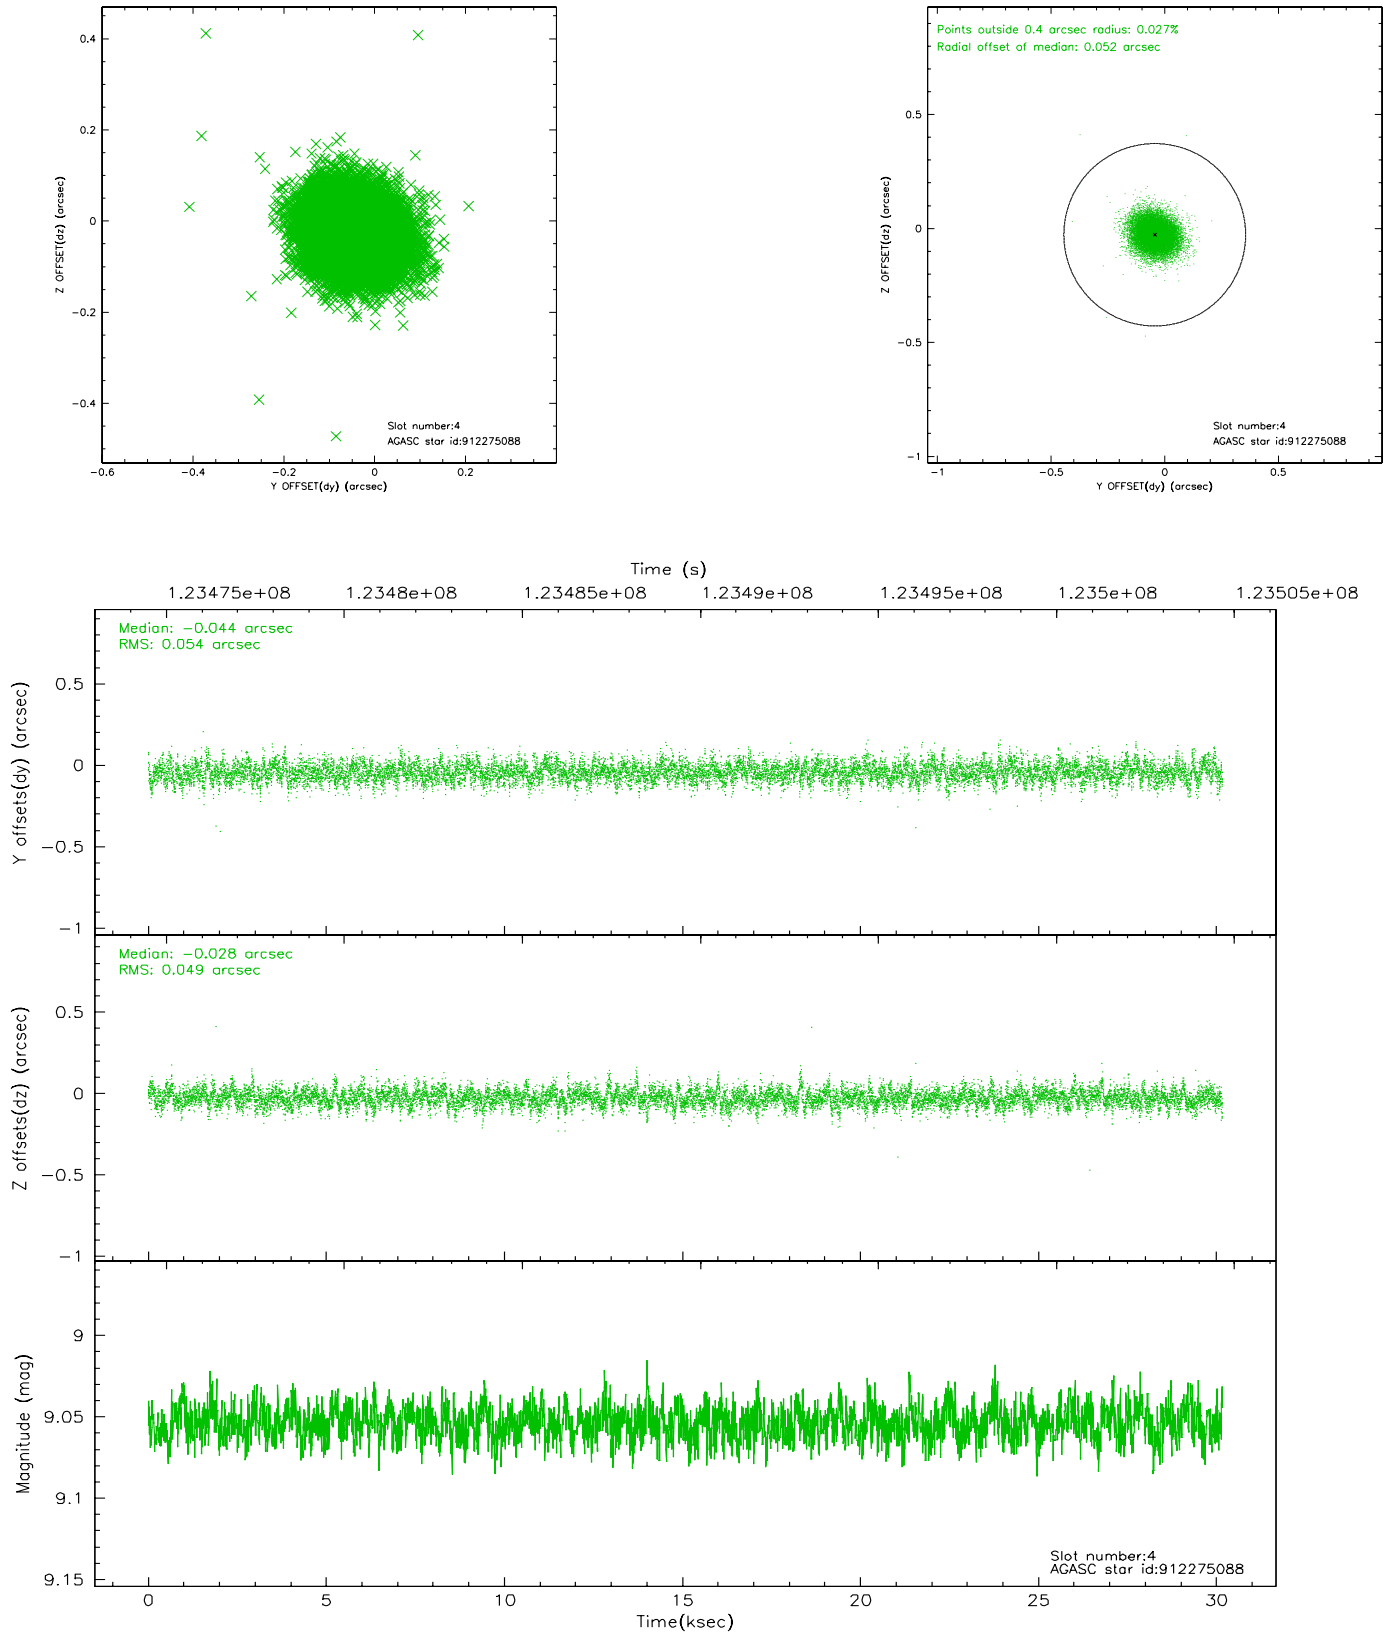 0.4
0.2
0
−0.2
−0.4
Z OFFSET(dz) (arcsec)
Slot number:4
AGASC star id:912275088
−0.6 −0.4 −0.2 0 0.2
Y OFFSET(dy) (arcsec)
Points outside 0.4 arcsec radius: 0.027%
Radial offset of median: 0.052 arcsec
0.5
0
−0.5
−1
Z OFFSET(dz) (arcsec)
Slot number:4
AGASC star id:912275088
−1 −0.5 0 0.5
Y OFFSET(dy) (arcsec)
Time (s)
1.23475e+08 1.2348e+08 1.23485e+08 1.2349e+08 1.23495e+08 1.235e+08 1.23505e+08
Median: −0.044 arcsec
RMS: 0.054 arcsec
0.5
0
−0.5
−1
Y offsets(dy) (arcsec)
Median: −0.028 arcsec
RMS: 0.049 arcsec
0.5
0
−0.5
−1
Z offsets(dz) (arcsec)
9
9.05
9.1
9.15
Magnitude (mag)
Slot number:4
AGASC star id:912275088
0 5 10 15 20 25 30
Time(ksec)